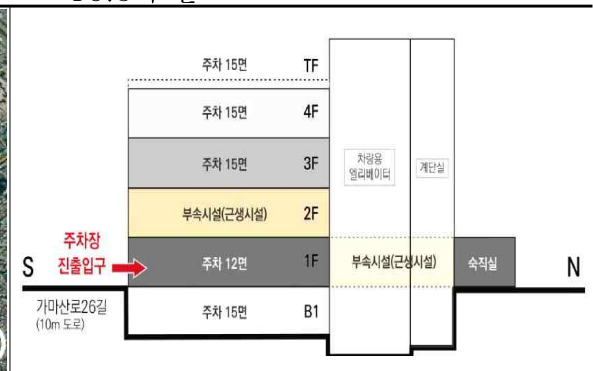 주차 15면 TF
주차 15면 4F
주차 15면 3F
차량용
엘리베이터
계단실
부속시설(근생시설) 2F
주차장
진출입구
S
주차 12면 1F
부속시설(근생시설)
숙직실
N
가마산로26길
(10m 도로)
주차 15면 B1